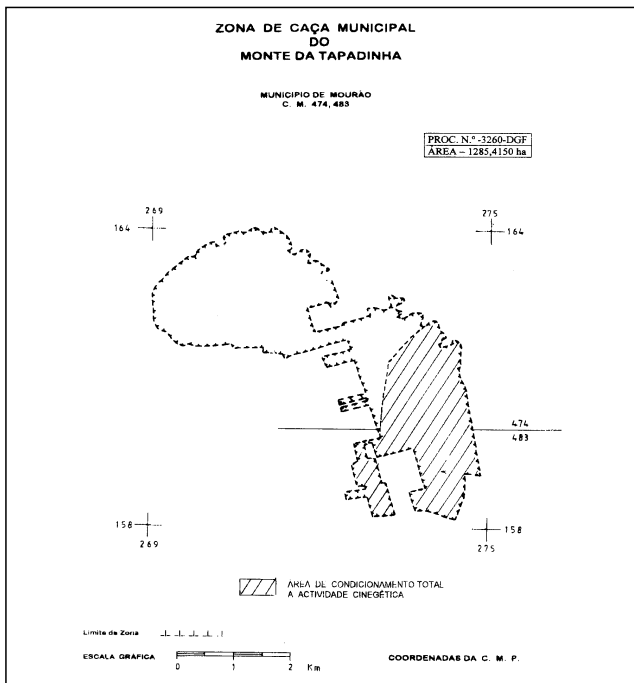 ZONA DE CAÇA MUNICIPAL
DO
MONTE DA TAPADINHA
MUNICIPIO DE MOURÃO
C. M. 474, 483
PROC. N.º -3260-DGF
ÁREA – 1285,4150 ha
269
164
275
164
474
483
158
269
158
275
AREA DE CONDICIONAMENTO TOTAL
A ACTIVIDADE CINEGÉTICA
Limite da Zona
ESCALA GRÁFICA
0 1 2 Km
COORDENADAS DA C. M. P.